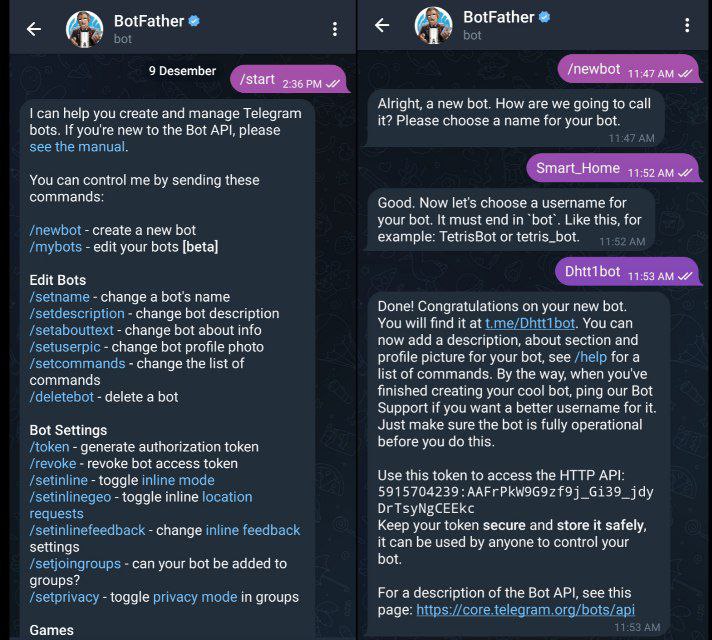 BotFather
bot
9 Desember
/start 2:36 PM
I can help you create and manage Telegram
bots. If you're new to the Bot API, please
see the manual.
You can control me by sending these
commands:
/newbot - create a new bot
/mybots - edit your bots [beta]
Edit Bots
/setname - change a bot's name
/setdescription - change bot description
/setabouttext - change bot about info
/setuserpic - change bot profile photo
/setcommands - change the list of
commands
/deletebot - delete a bot
Bot Settings
/token - generate authorization token
/revoke - revoke bot access token
/setinline - toggle inline mode
/setinlinegeo - toggle inline location
requests
/setinlinefeedback - change inline feedback
settings
/setjoingroups - can your bot be added to
groups?
/setprivacy - toggle privacy mode in groups
Games
BotFather
bot
/newbot 11:47 AM
Alright, a new bot. How are we going to call
it? Please choose a name for your bot.
11:47 AM
Smart_Home 11:52 AM
Good. Now let's choose a username for
your bot. It must end in `bot`. Like this, for
example: TetrisBot or tetris_bot. 11:52 AM
Dhtt1bot 11:53 AM
Done! Congratulations on your new bot.
You will find it at t.me/Dhtt1bot. You can
now add a description, about section and
profile picture for your bot, see /help for a
list of commands. By the way, when you've
finished creating your cool bot, ping our Bot
Support if you want a better username for it.
Just make sure the bot is fully operational
before you do this.
Use this token to access the HTTP API:
5915704239:AAFrPkW9G9zf9j_Gi39_jdy
DrTsyNgCEEkc
Keep your token secure and store it safely,
it can be used by anyone to control your
bot.
For a description of the Bot API, see this
page: https://core.telegram.org/bots/api
11:53 AM